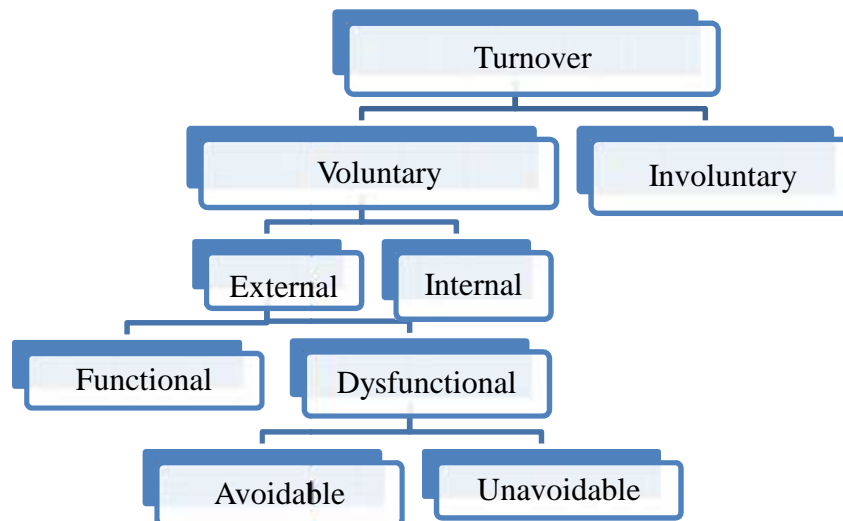 Turnover
Voluntary
Involuntary
External
Internal
Functional
Dysfunctional
Avoidable
Unavoidable